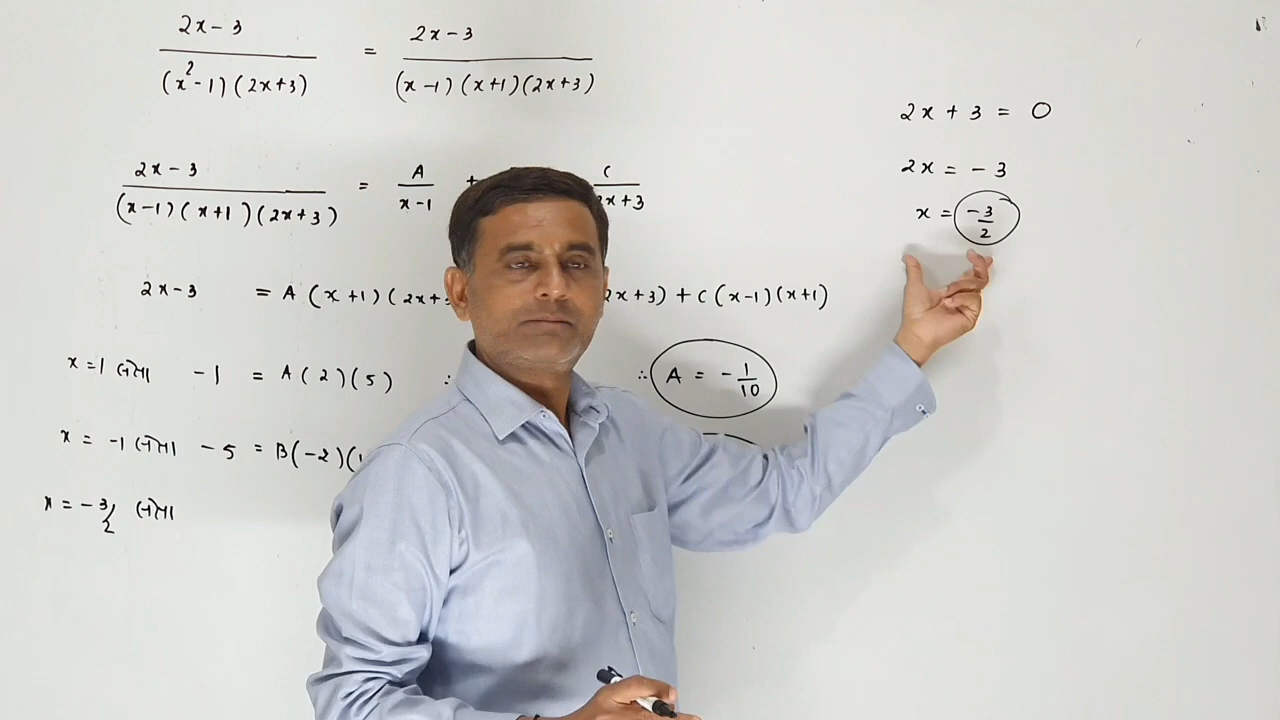 2x - 3 / (x² - 1)(2x+3) = 2x - 3 / (x-1)(x+1)(2x+3)
2x - 3 / (x-1)(x+1)(2x+3) = A / x-1 + C / x+3
2x-3 = A(x+1)(2x+ 2x+3) + C(x-1)(x+1)
x=1 લેતા -1 = A(2)(5) ∴ ∴ A = -1/10
x = -1 લેતા -5 = B(-2)(
x = -3/2 લેતા
2x + 3 = 0
2x = -3
x = -3/2